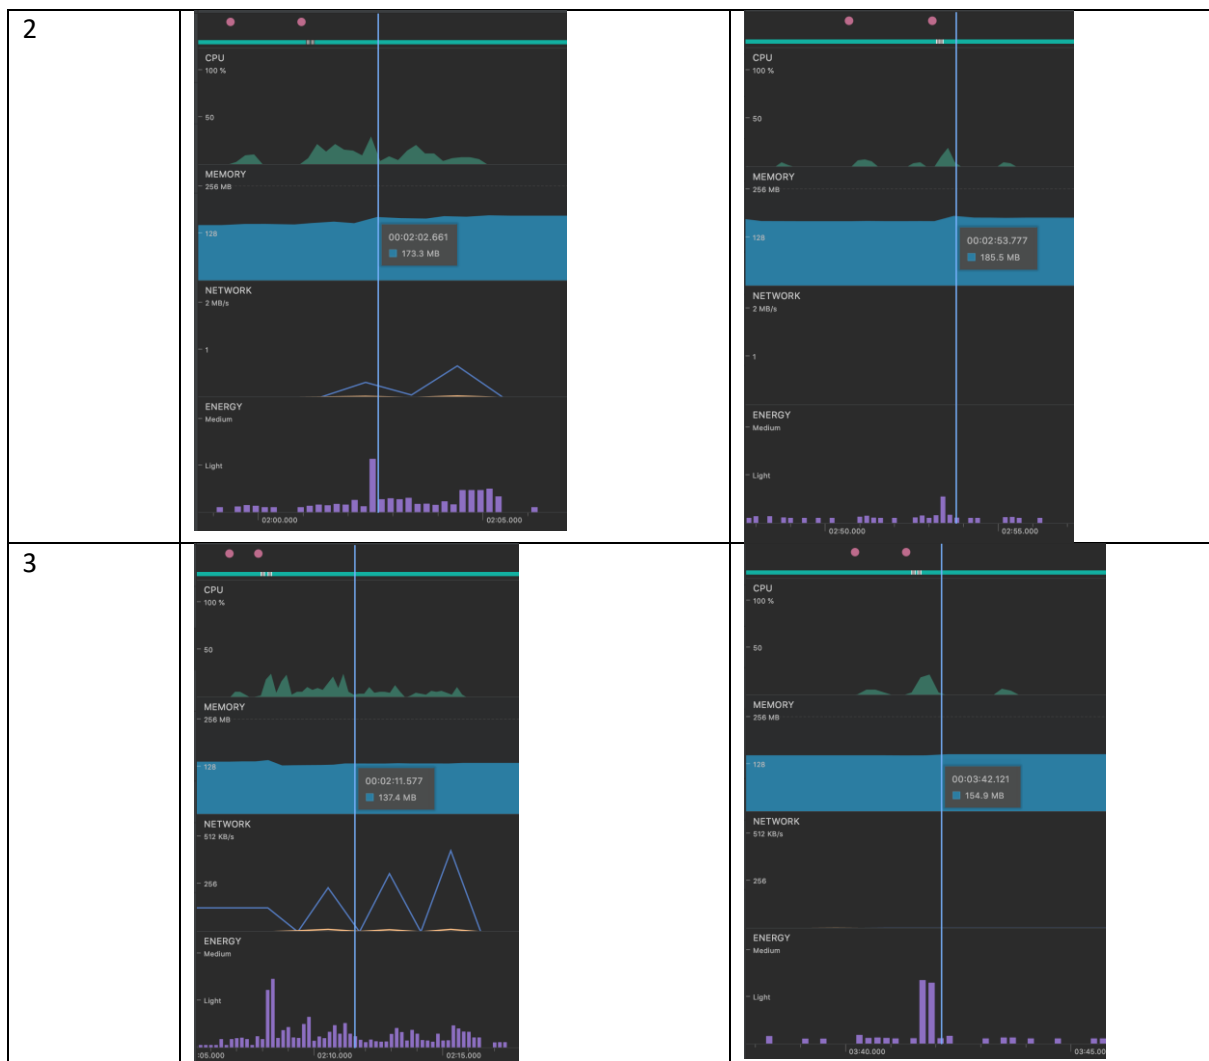 2
CPU
100 %
50
MEMORY
256 MB
128
00:02:02.661
173.3 MB
NETWORK
2 MB/s
1
ENERGY
Medium
Light
02:00.000
02:05.000
CPU
100 %
50
MEMORY
256 MB
128
00:02:53.777
185.5 MB
NETWORK
2 MB/s
1
ENERGY
Medium
Light
02:50.000
02:55.000
3
CPU
100 %
50
MEMORY
256 MB
128
00:02:11.577
137.4 MB
NETWORK
512 KB/s
256
ENERGY
Medium
Light
:05.000
02:10.000
02:15.000
CPU
100 %
50
MEMORY
256 MB
128
00:03:42.121
154.9 MB
NETWORK
512 KB/s
256
ENERGY
Medium
Light
03:40.000
03:45.000